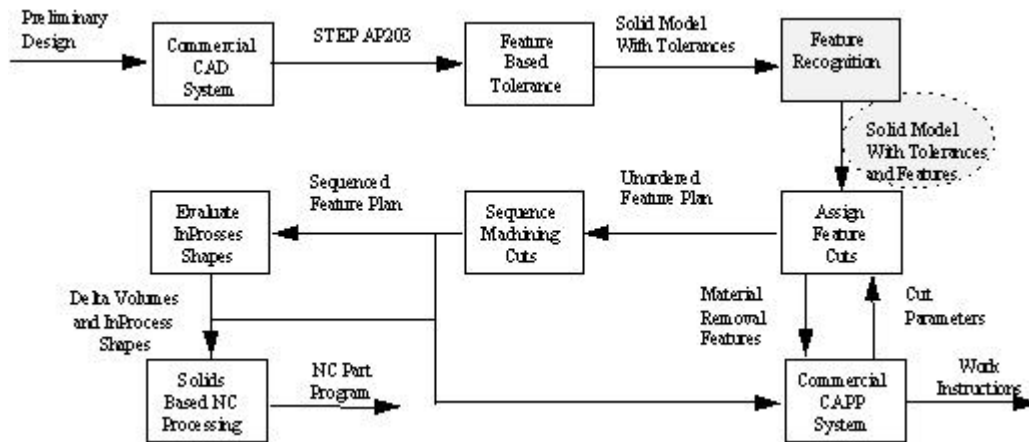 Preliminary
Design
Commercial
CAD
System
STEP AP203
Feature
Based
Tolerance
Solid Model
With Tolerances
Feature
Recognition
Solid Model
With Tolerances
and Features
Evaluate
InProsses
Shapes
Sequenced
Feature Plan
Sequence
Machining
Cuts
Unordered
Feature Plan
Assign
Feature
Cuts
Delta Volumes
and InProcess
Shapes
Material
Removal
Features
Cut
Parameters
Solids
Based NC
Processing
NC Part
Program
Commercial
CAPP
System
Work
Instructions